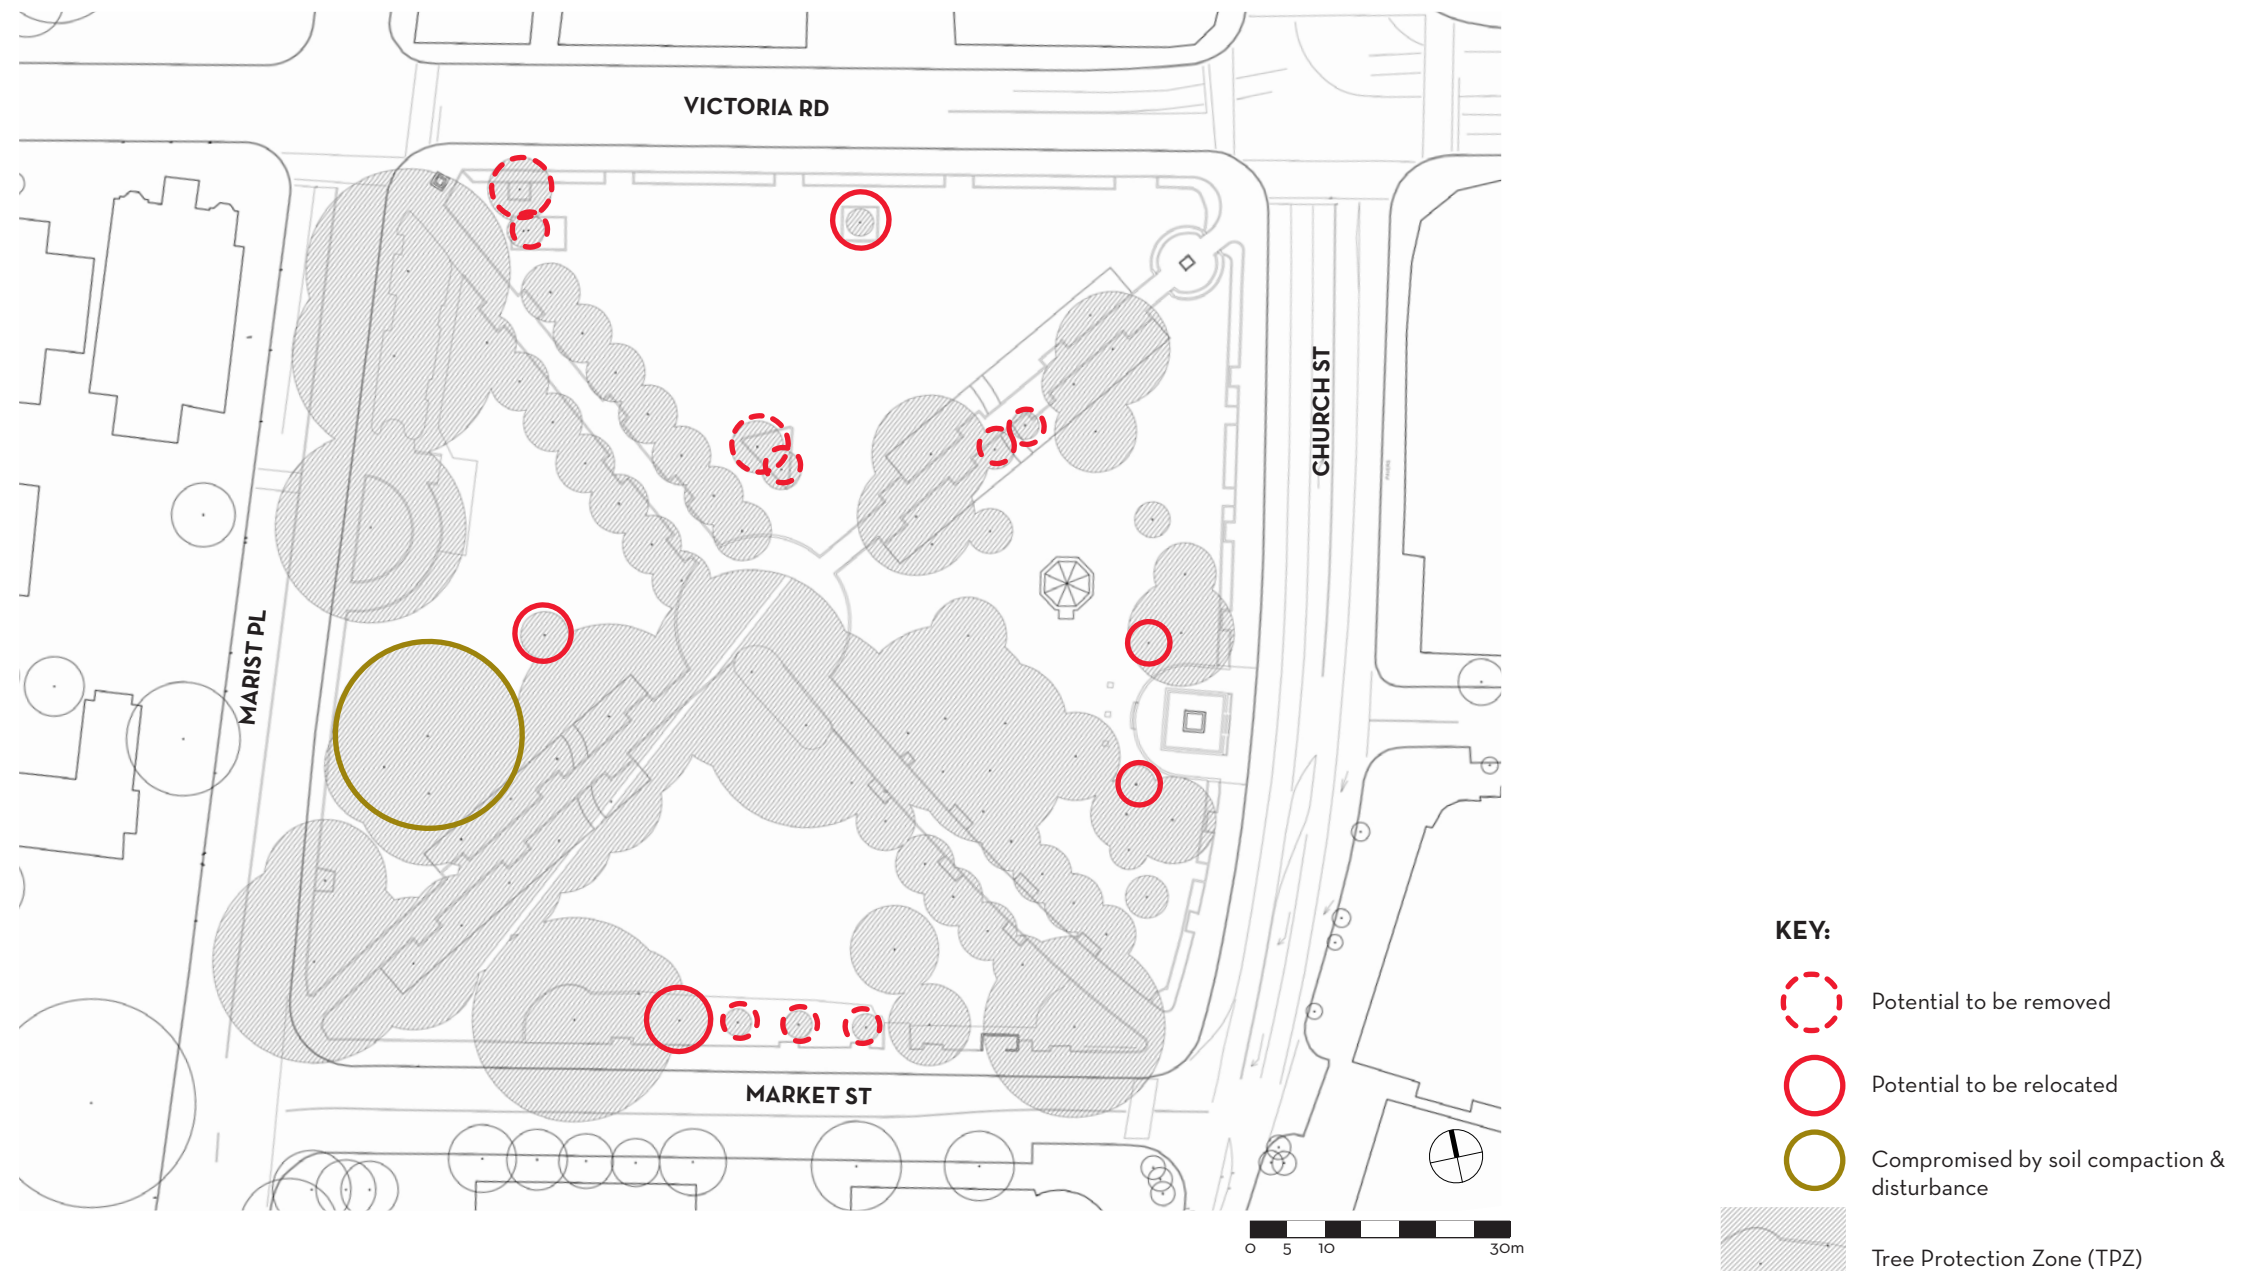 VICTORIA RD
CHURCH ST
MARIST PL
MARKET ST
0 5 10 30m
KEY:
Potential to be removed
Potential to be relocated
Compromised by soil compaction &
disturbance
Tree Protection Zone (TPZ)